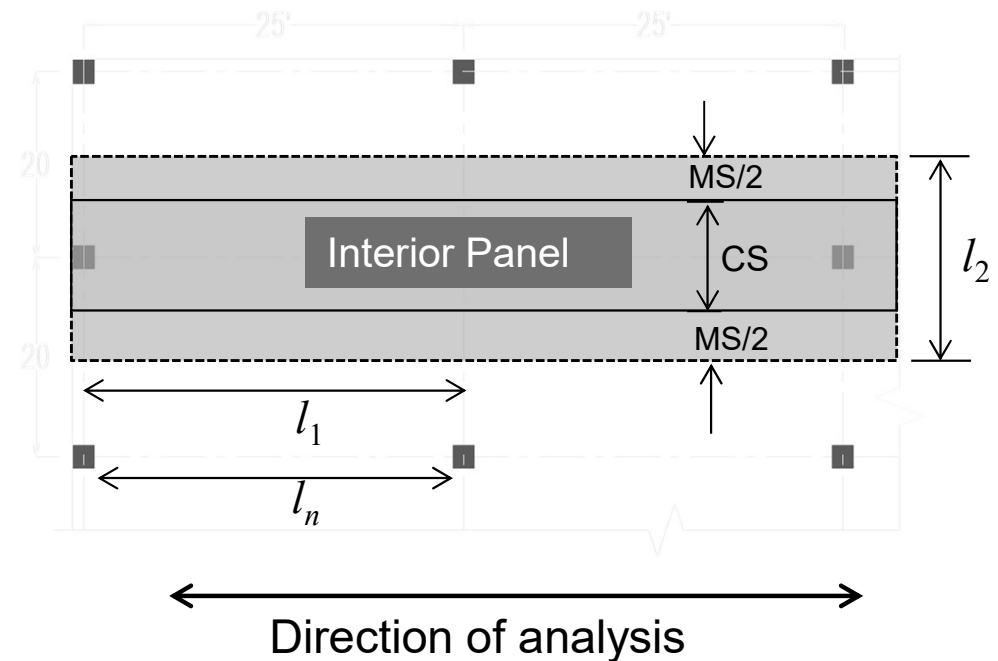 25'
25'
20
MS/2
Interior Panel
CS
l₂
MS/2
20
l₁
lₙ
Direction of analysis